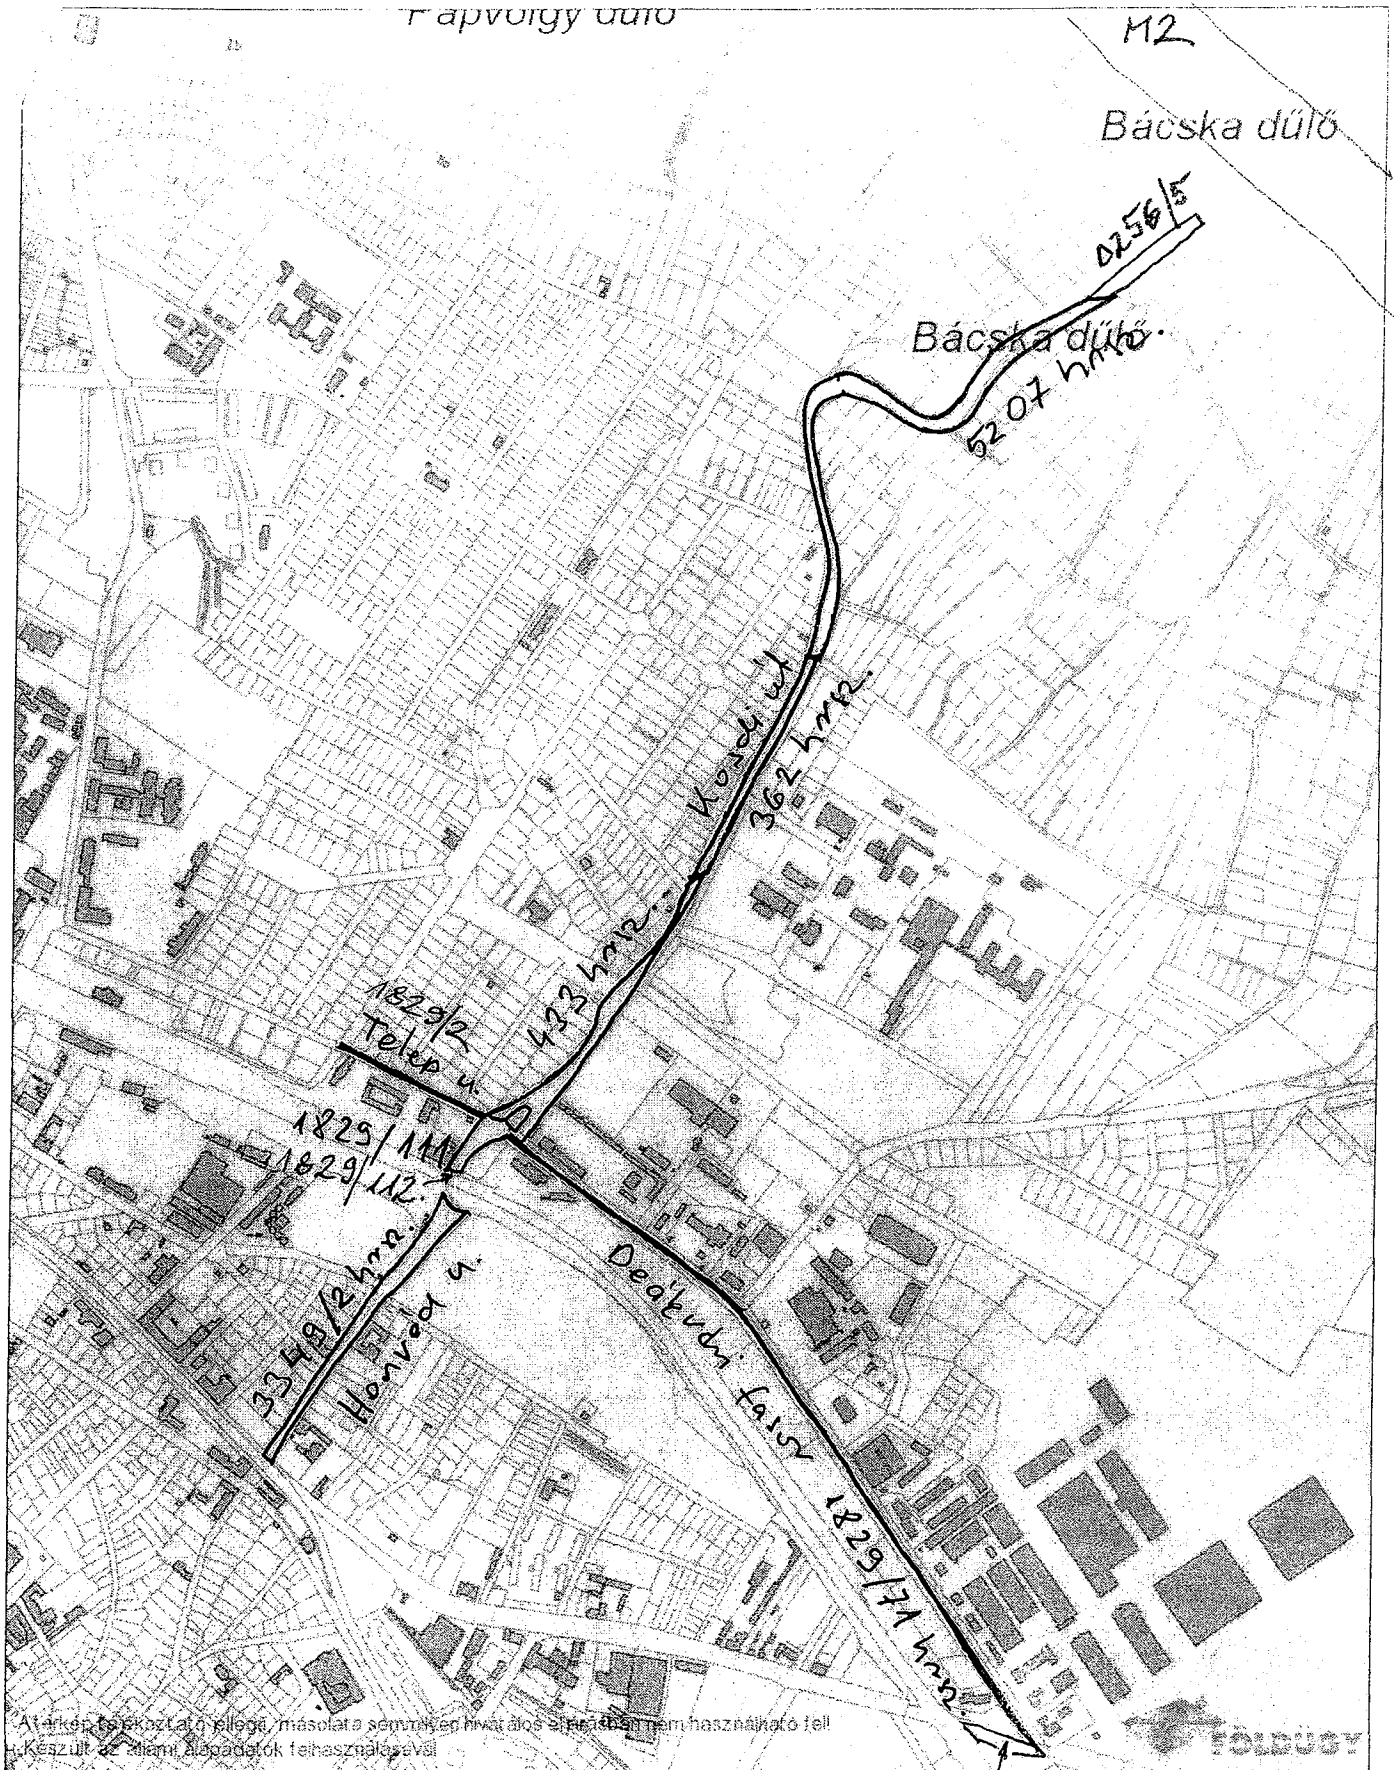 Papvölgy dűlő
M2
Bácska dűlő
0256/5
Bácska dűlő
5207 hrsz.
Kosdi út
362 hrsz.
433 hrsz.
1829/2
Telep u.
1829/111
1829/112.
3349/2 hrsz.
Honvéd u.
Deákvári fasor
1829/71 hrsz.
A térkép tájékoztató jellegű, másolata semmilyen hivatalos eljárásban nem használható fel!
Készült az állami alapadatok felhasználásával
FÖLDÜGY